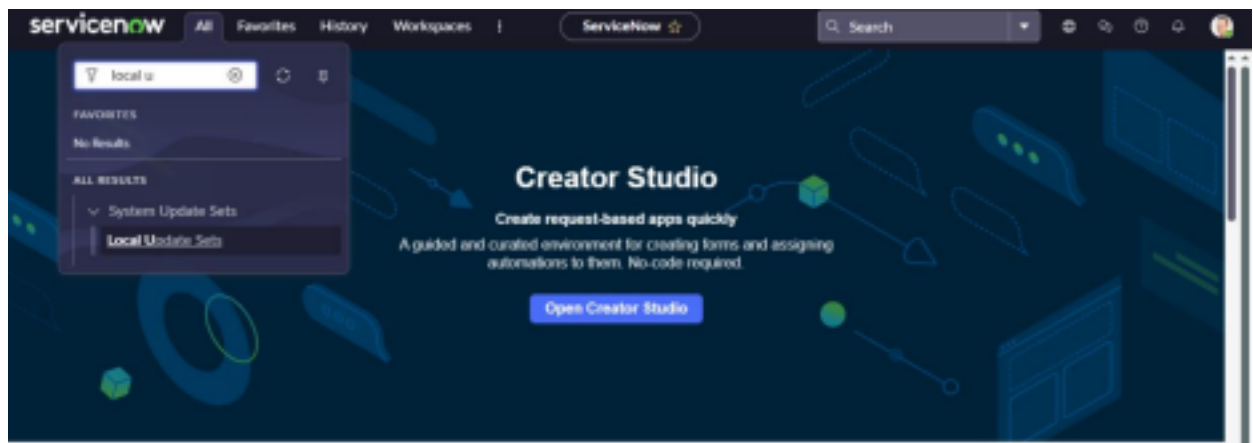 servicenow All Favorites History Workspaces ServiceNow Search
local u
FAVORITES
No Results
ALL RESULTS
System Update Sets
Local Update Sets
Creator Studio
Create request-based apps quickly
A guided and curated environment for creating forms and assigning
automations to them. No-code required.
Open Creator Studio